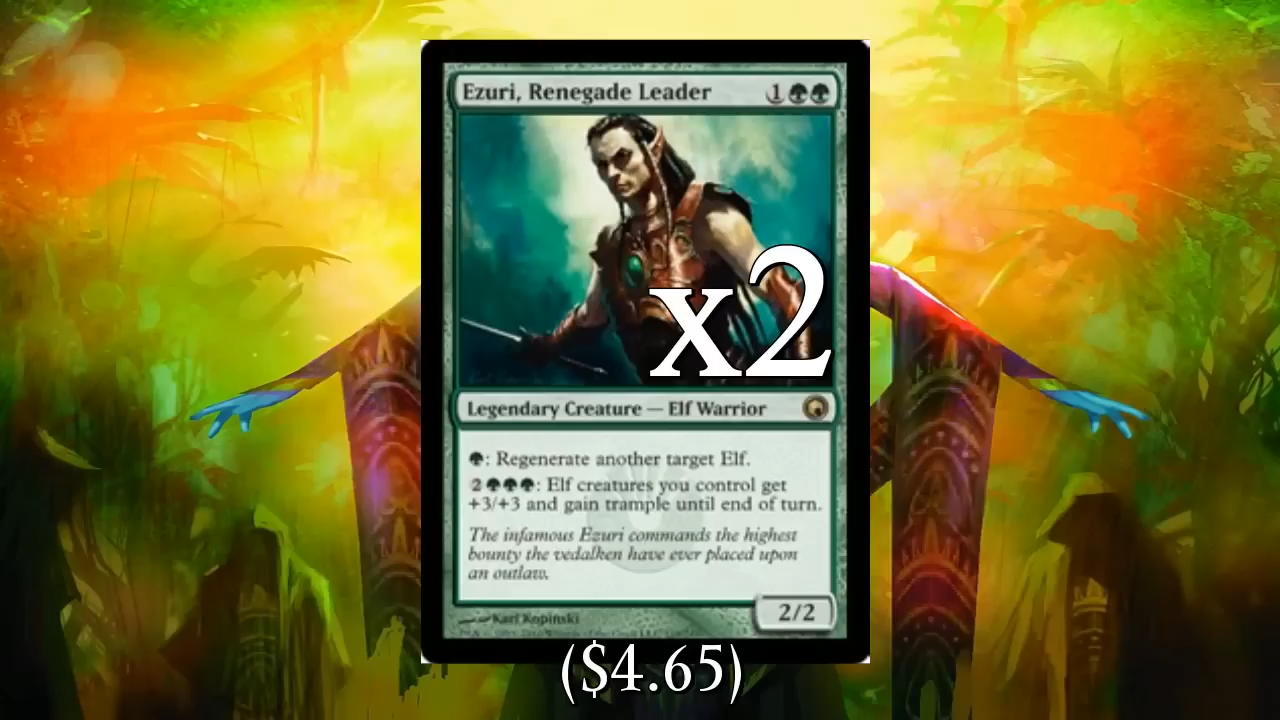 Ezuri, Renegade Leader 1
x2
Legendary Creature — Elf Warrior
: Regenerate another target Elf.
2 : Elf creatures you control get
+3/+3 and gain trample until end of turn.
The infamous Ezuri commands the highest
bounty the vedalken have ever placed upon
an outlaw.
2/2
Karl Kopinski
($4.65)